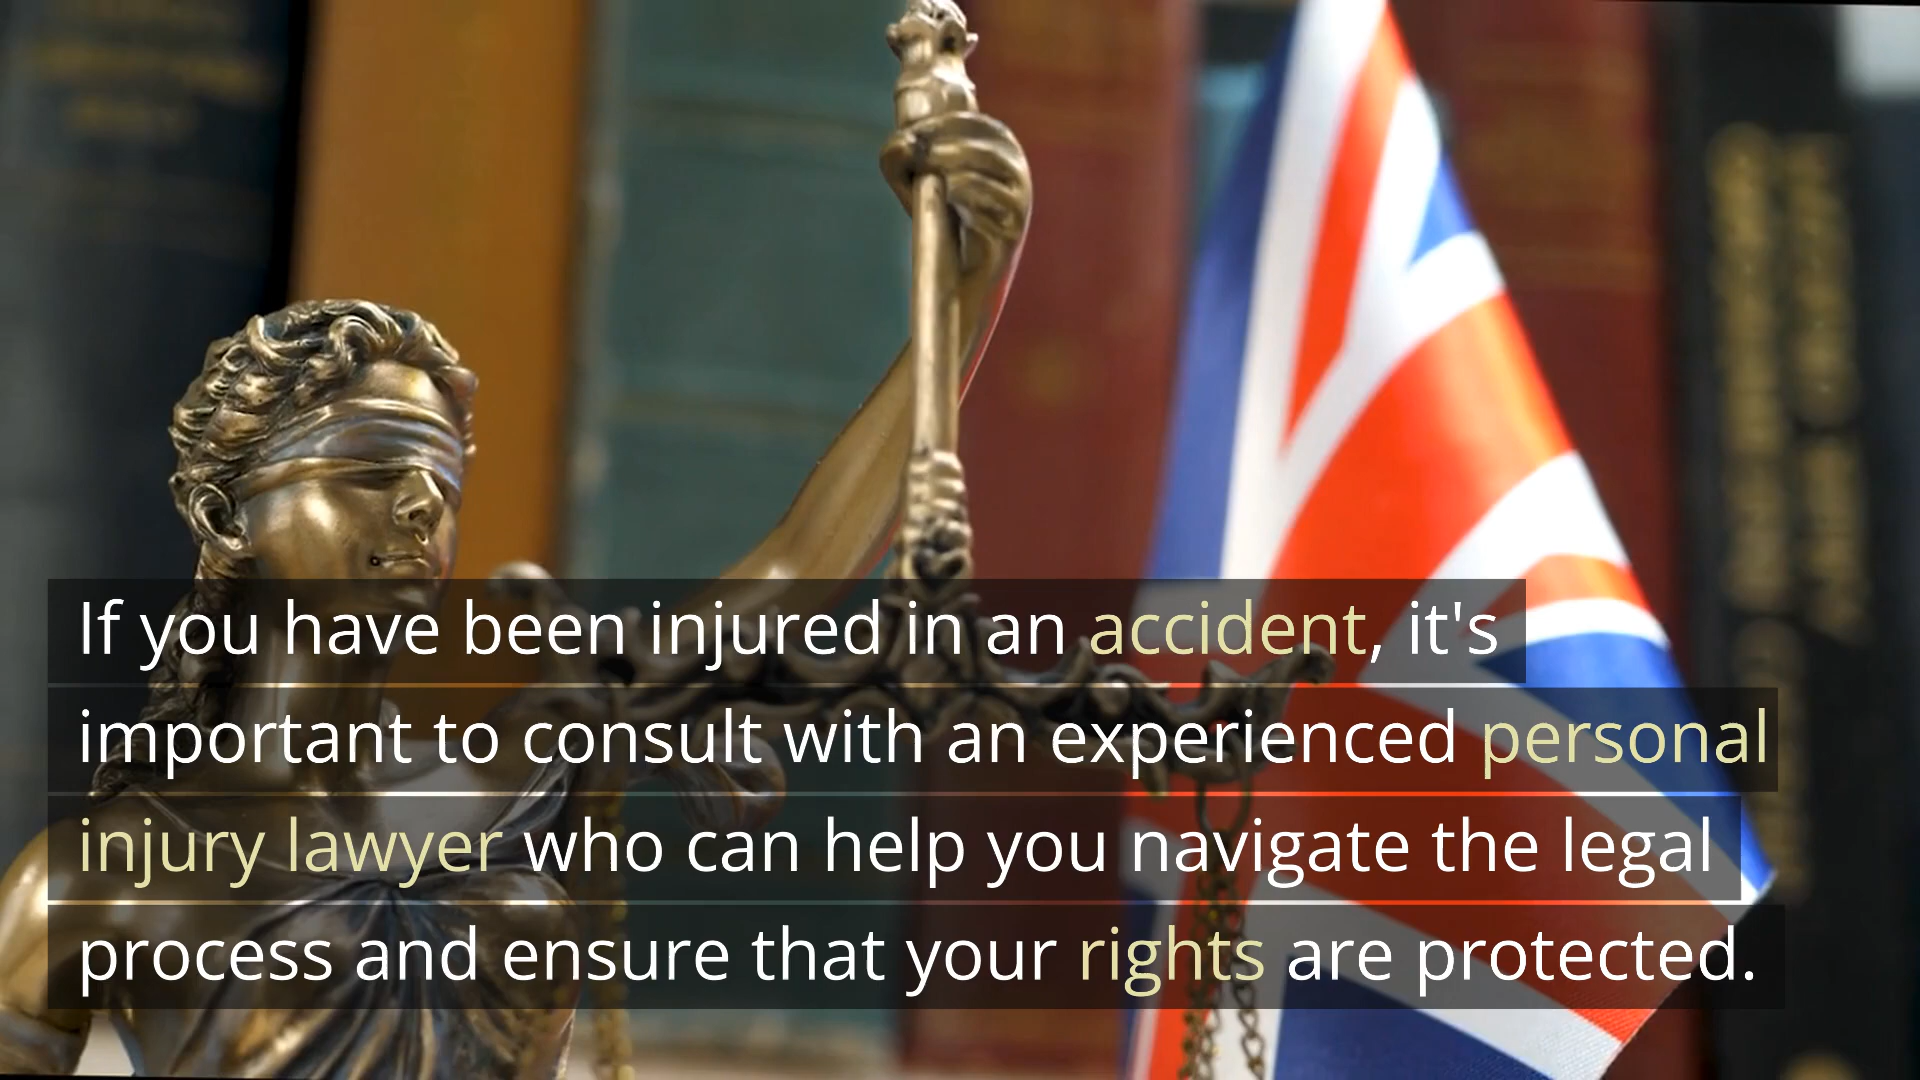 If you have been injured in an accident, it's
important to consult with an experienced personal
injury lawyer who can help you navigate the legal
process and ensure that your rights are protected.